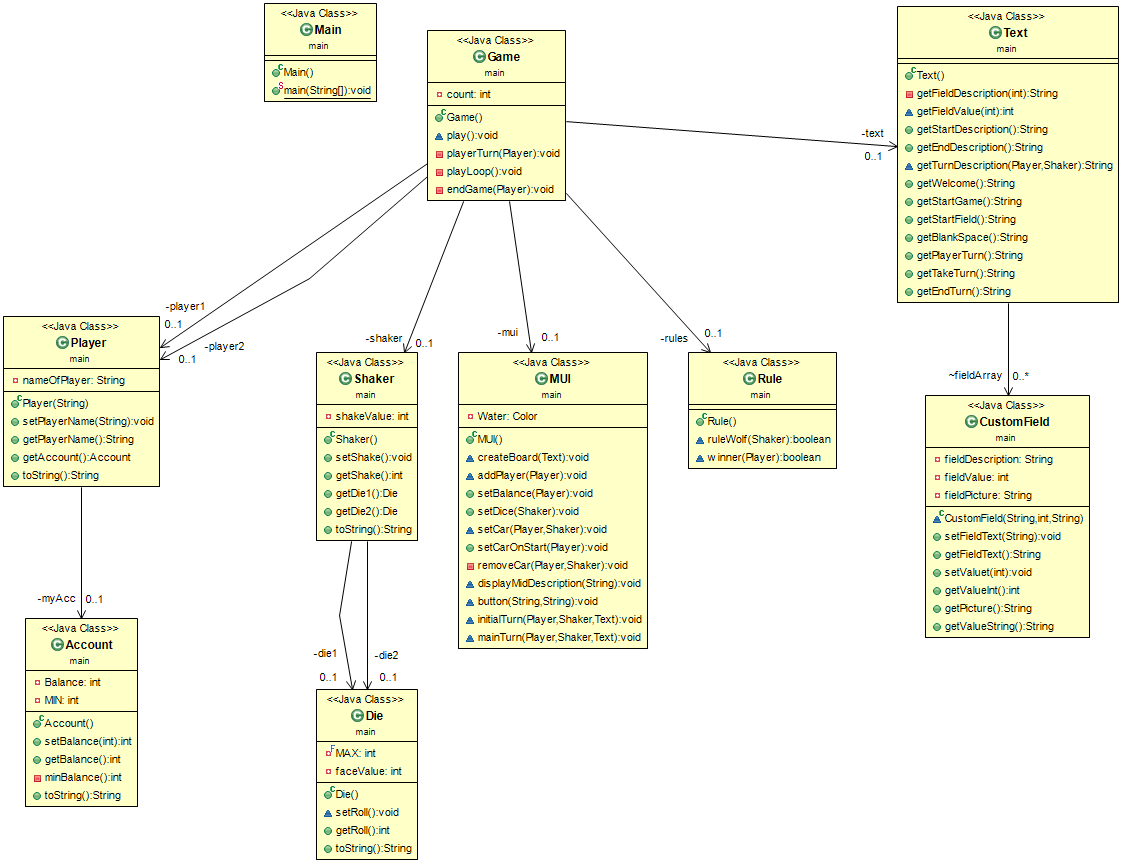 <<Java Class>>
Main
main
Main()
main(String[]):void
<<Java Class>>
Game
main
count: int
Game()
play():void
playerTurn(Player):void
playLoop():void
endGame(Player):void
<<Java Class>>
Text
main
Text()
getFieldDescription(int):String
getFieldValue(int):int
getStartDescription():String
getEndDescription():String
getTurnDescription(Player,Shaker):String
getWelcome():String
getStartGame():String
getStartField():String
getBlankSpace():String
getPlayerTurn():String
getTakeTurn():String
getEndTurn():String
-text
0..1
-player1
0..1
-player2
0..1
-shaker
0..1
-mui
0..1
-rules
0..1
<<Java Class>>
Player
main
nameOfPlayer: String
Player(String)
setPlayerName(String):void
getPlayerName():String
getAccount():Account
toString():String
<<Java Class>>
Shaker
main
shakeValue: int
Shaker()
setShake():void
getShake():int
getDie1():Die
getDie2():Die
toString():String
<<Java Class>>
MUI
main
Water: Color
MUI()
createBoard(Text):void
addPlayer(Player):void
setBalance(Player):void
setDice(Shaker):void
setCar(Player,Shaker):void
setCarOnStart(Player):void
removeCar(Player,Shaker):void
displayMidDescription(String):void
button(String,String):void
initialTurn(Player,Shaker,Text):void
mainTurn(Player,Shaker,Text):void
<<Java Class>>
Rule
main
Rule()
ruleWolf(Shaker):boolean
winner(Player):boolean
~fieldArray
0..*
<<Java Class>>
CustomField
main
fieldDescription: String
fieldValue: int
fieldPicture: String
CustomField(String,int,String)
setFieldText(String):void
getFieldText():String
setValuet(int):void
getValueInt():int
getPicture():String
getValueString():String
-myAcc
0..1
<<Java Class>>
Account
main
Balance: int
MIN: int
Account()
setBalance(int):int
getBalance():int
minBalance():int
toString():String
-die1
0..1
-die2
0..1
<<Java Class>>
Die
main
MAX: int
faceValue: int
Die()
setRoll():void
getRoll():int
toString():String